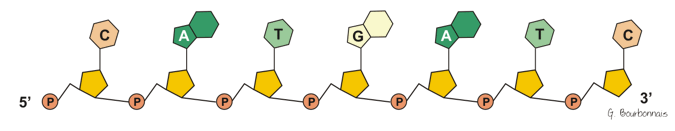 C A T G A T C
5' P P P P P P P 3'
G. Bourbonnais